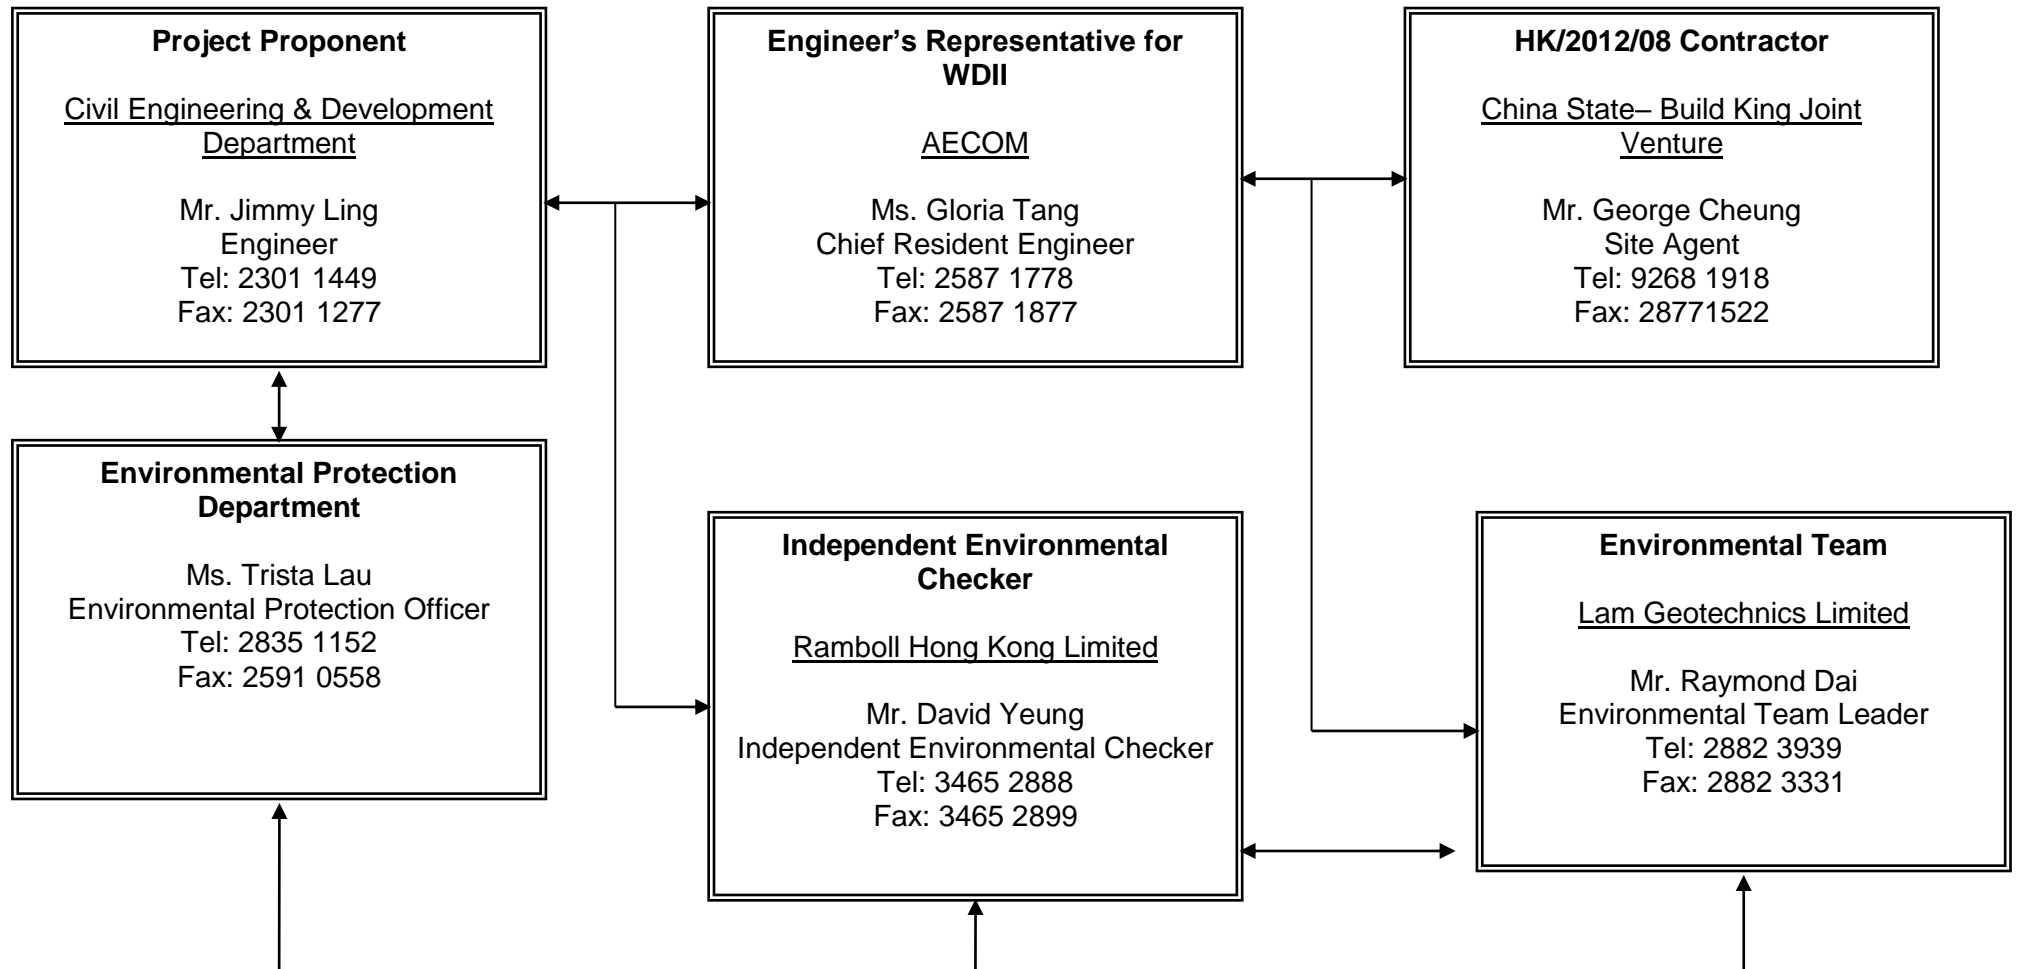 Project Proponent
Civil Engineering & Development
Department
Mr. Jimmy Ling
Engineer
Tel: 2301 1449
Fax: 2301 1277
Engineer’s Representative for
WDII
AECOM
Ms. Gloria Tang
Chief Resident Engineer
Tel: 2587 1778
Fax: 2587 1877
HK/2012/08 Contractor
China State– Build King Joint
Venture
Mr. George Cheung
Site Agent
Tel: 9268 1918
Fax: 28771522
Environmental Protection
Department
Ms. Trista Lau
Environmental Protection Officer
Tel: 2835 1152
Fax: 2591 0558
Independent Environmental
Checker
Ramboll Hong Kong Limited
Mr. David Yeung
Independent Environmental Checker
Tel: 3465 2888
Fax: 3465 2899
Environmental Team
Lam Geotechnics Limited
Mr. Raymond Dai
Environmental Team Leader
Tel: 2882 3939
Fax: 2882 3331